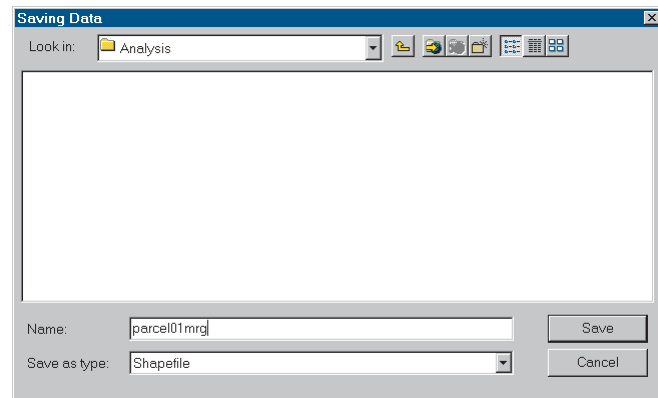 Saving Data
Look in: Analysis
Name: parcel01mrg
Save
Save as type: Shapefile
Cancel